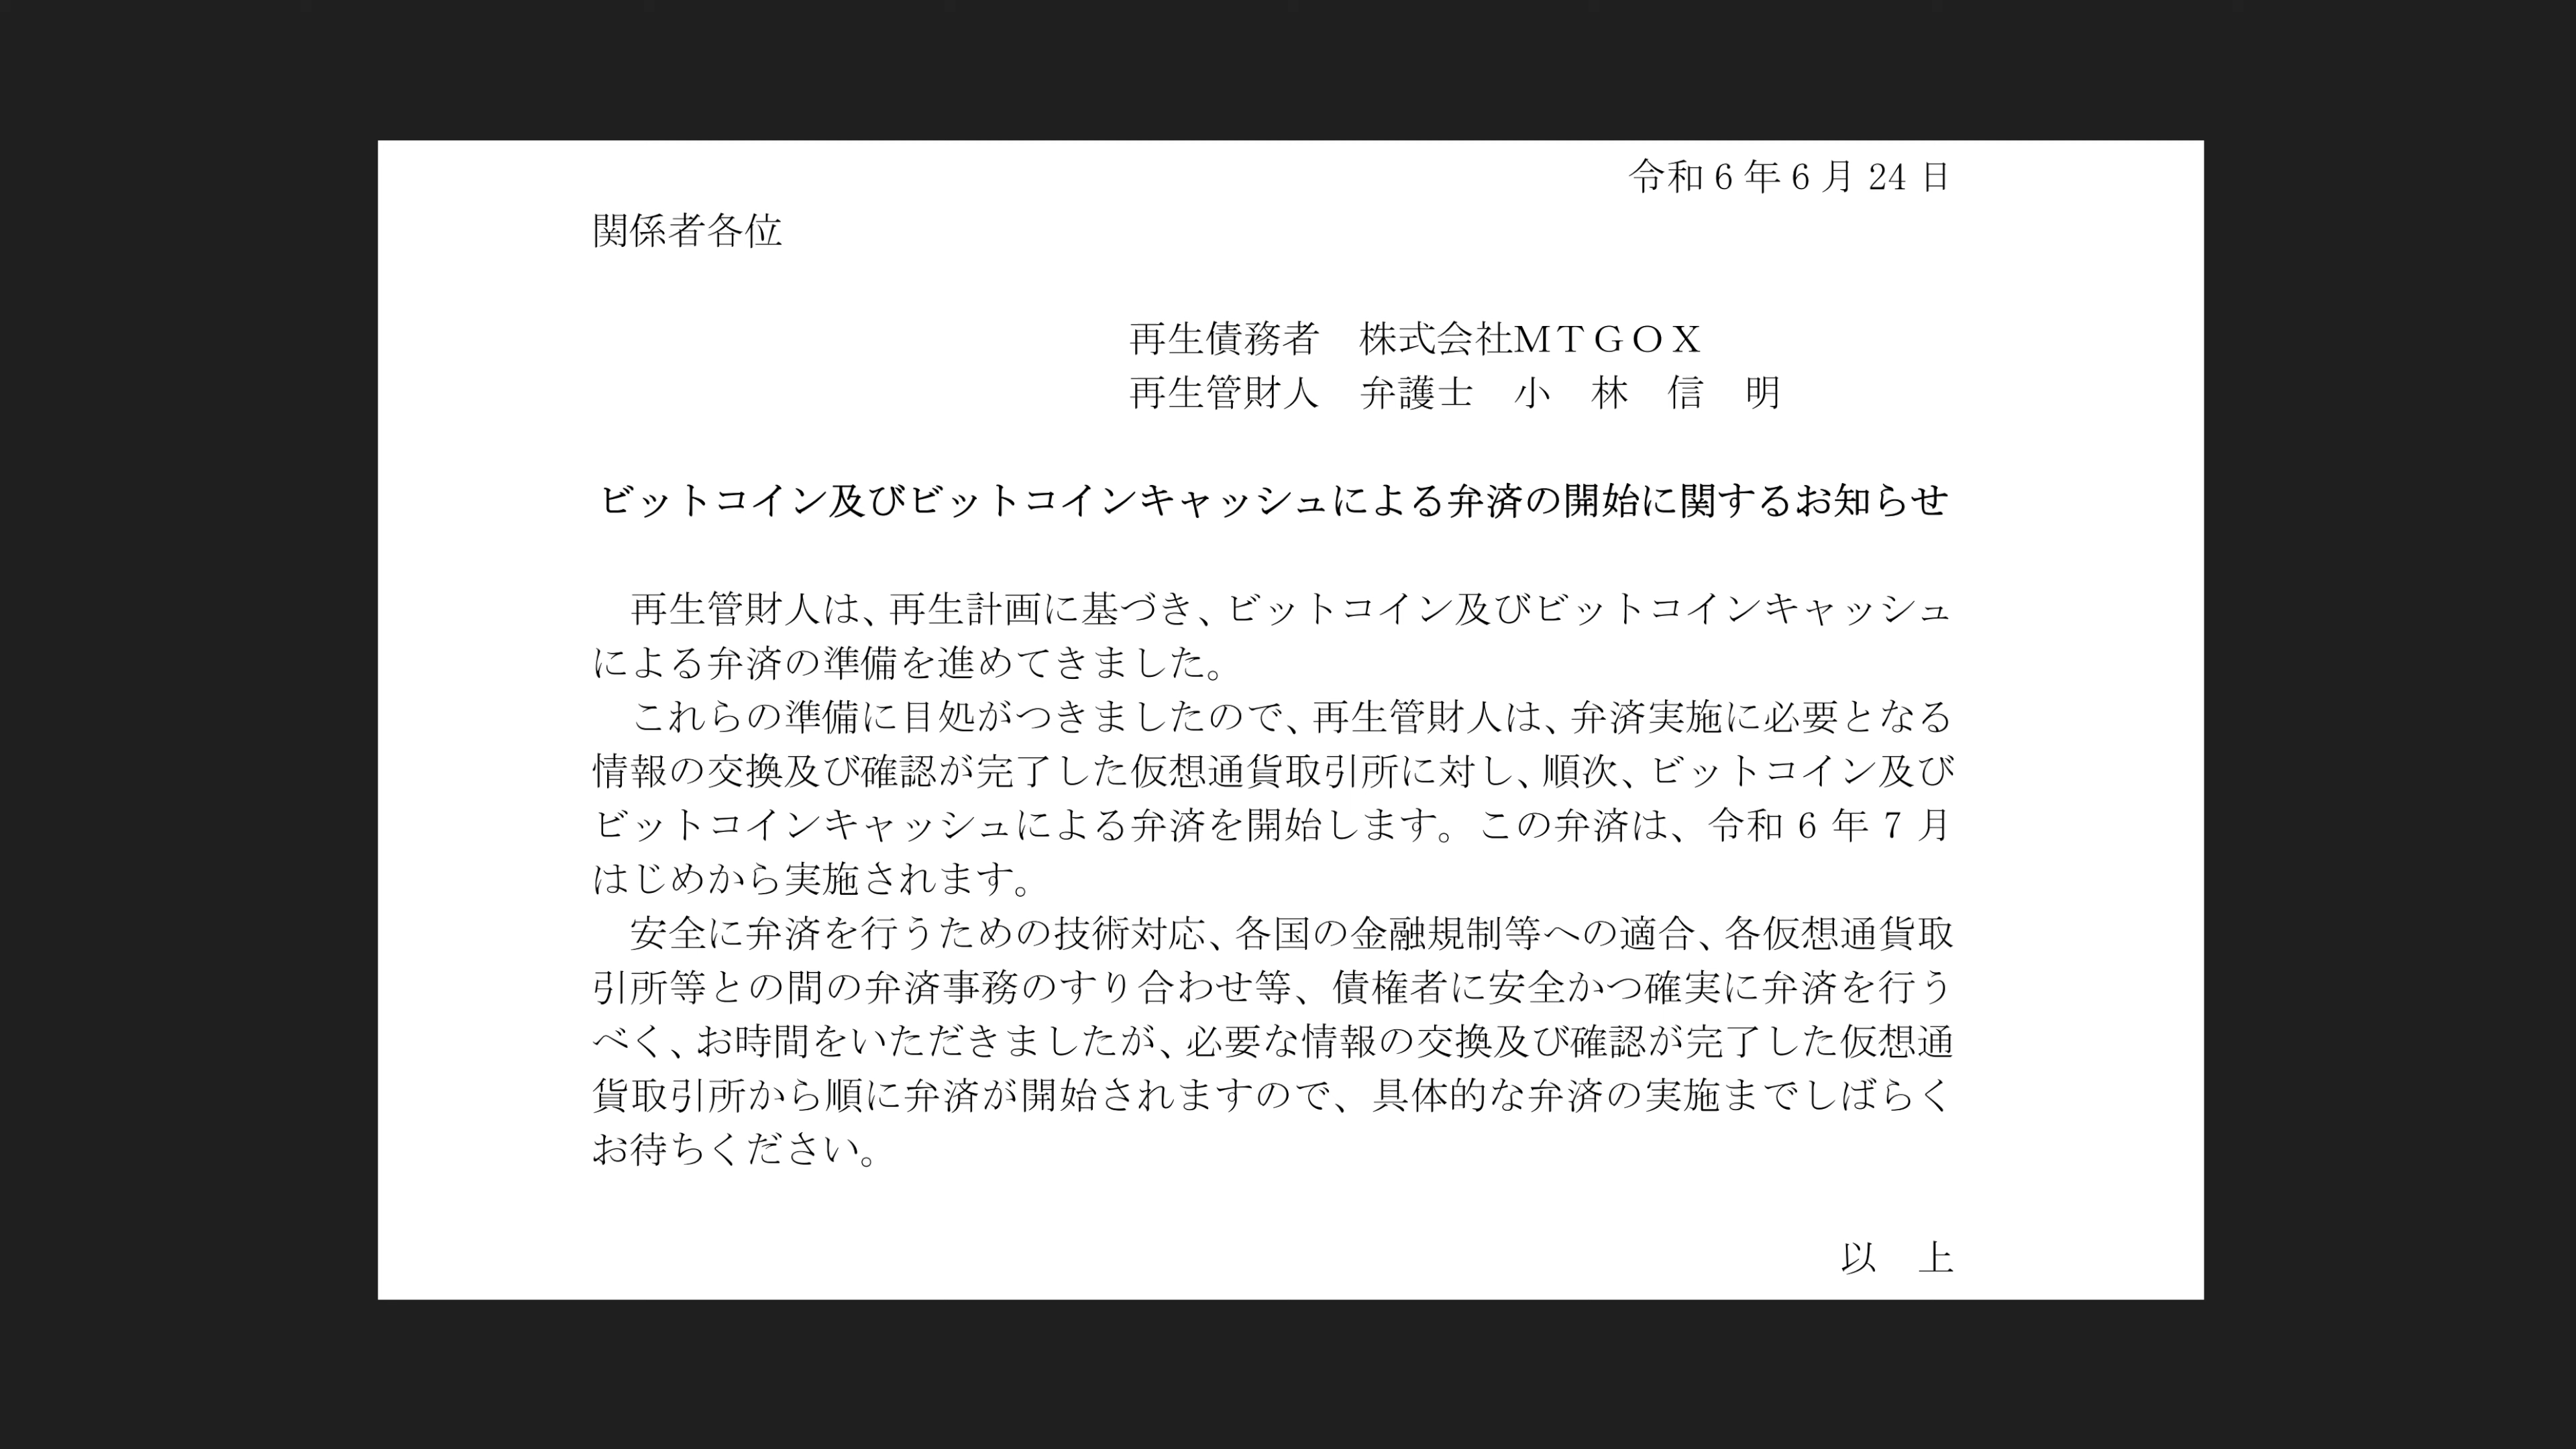 令和6年6月24日
関係者各位
再生債務者　株式会社ＭＴＧＯＸ
再生管財人　弁護士　小　林　信　明
ビットコイン及びビットコインキャッシュによる弁済の開始に関するお知らせ
再生管財人は、再生計画に基づき、ビットコイン及びビットコインキャッシュ
による弁済の準備を進めてきました。
これらの準備に目処がつきましたので、再生管財人は、弁済実施に必要となる
情報の交換及び確認が完了した仮想通貨取引所に対し、順次、ビットコイン及び
ビットコインキャッシュによる弁済を開始します。この弁済は、令和6年7月
はじめから実施されます。
安全に弁済を行うための技術対応、各国の金融規制等への適合、各仮想通貨取
引所等との間の弁済事務のすり合わせ等、債権者に安全かつ確実に弁済を行う
べく、お時間をいただきましたが、必要な情報の交換及び確認が完了した仮想通
貨取引所から順に弁済が開始されますので、具体的な弁済の実施までしばらく
お待ちください。
以　上